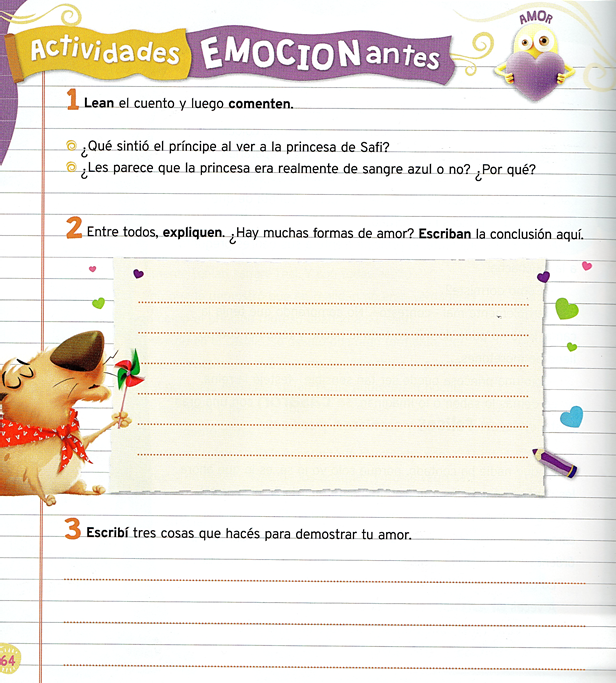 AMOR
Actividades EMOCIONantes
1 Lean el cuento y luego comenten.
¿Qué sintió el príncipe al ver a la princesa de Safi?
¿Les parece que la princesa era realmente de sangre azul o no? ¿Por qué?
2 Entre todos, expliquen. ¿Hay muchas formas de amor? Escriban la conclusión aquí.
3 Escribí tres cosas que hacés para demostrar tu amor.
64